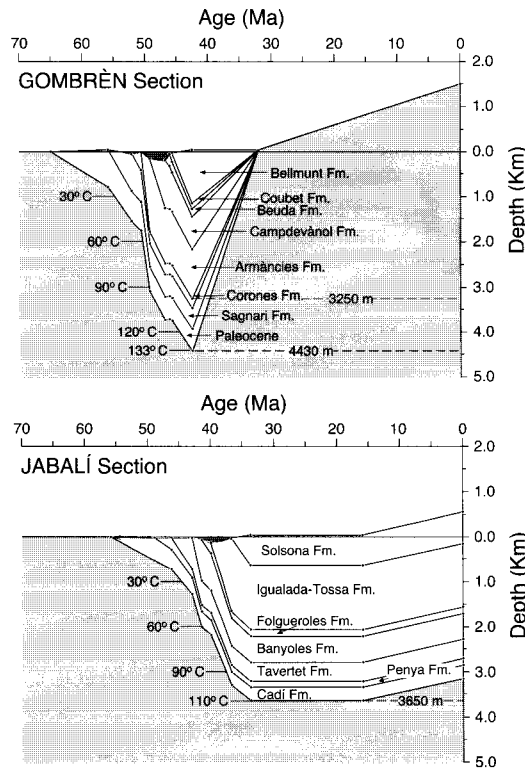 Age (Ma)
70 60 50 40 30 20 10 0
2.0
GOMBRÈN Section
1.0
0.0
Bellmunt Fm.
30º C
Coubet Fm.
1.0
Beuda Fm.
Campdevànol Fm.
60º C
2.0
Armàncies Fm.
90º C
3.0
Corones Fm.
3250 m
Sagnari Fm.
120º C
Paleocene
4.0
133º C
4430 m
5.0
Depth (Km)
Age (Ma)
70 60 50 40 30 20 10 0
2.0
JABALÍ Section
1.0
0.0
Solsona Fm.
30º C
Igualada-Tossa Fm.
1.0
60º C
Folgueroles Fm.
2.0
Banyoles Fm.
90º C
Tavertet Fm.
Penya Fm.
3.0
110º C
Cadí Fm.
3650 m
4.0
5.0
Depth (Km)